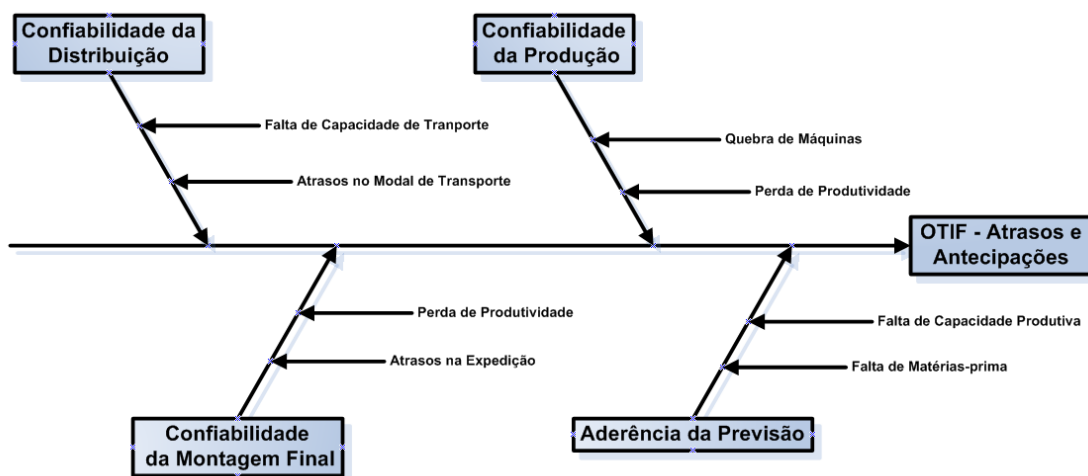 Confiabilidade da
Distribuição
Confiabilidade
da Produção
Falta de Capacidade de Tranporte
Quebra de Máquinas
Atrasos no Modal de Transporte
Perda de Produtividade
OTIF - Atrasos e
Antecipações
Perda de Produtividade
Falta de Capacidade Produtiva
Atrasos na Expedição
Falta de Matérias-prima
Confiabilidade
da Montagem Final
Aderência da Previsão